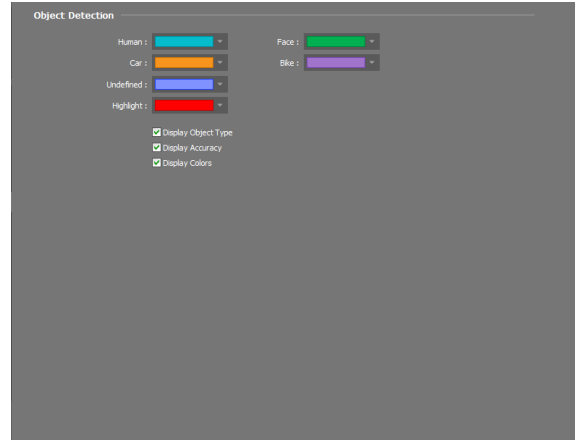 Object Detection
Human : Face :
Car : Bike :
Undefined :
Highlight :
Display Object Type
Display Accuracy
Display Colors